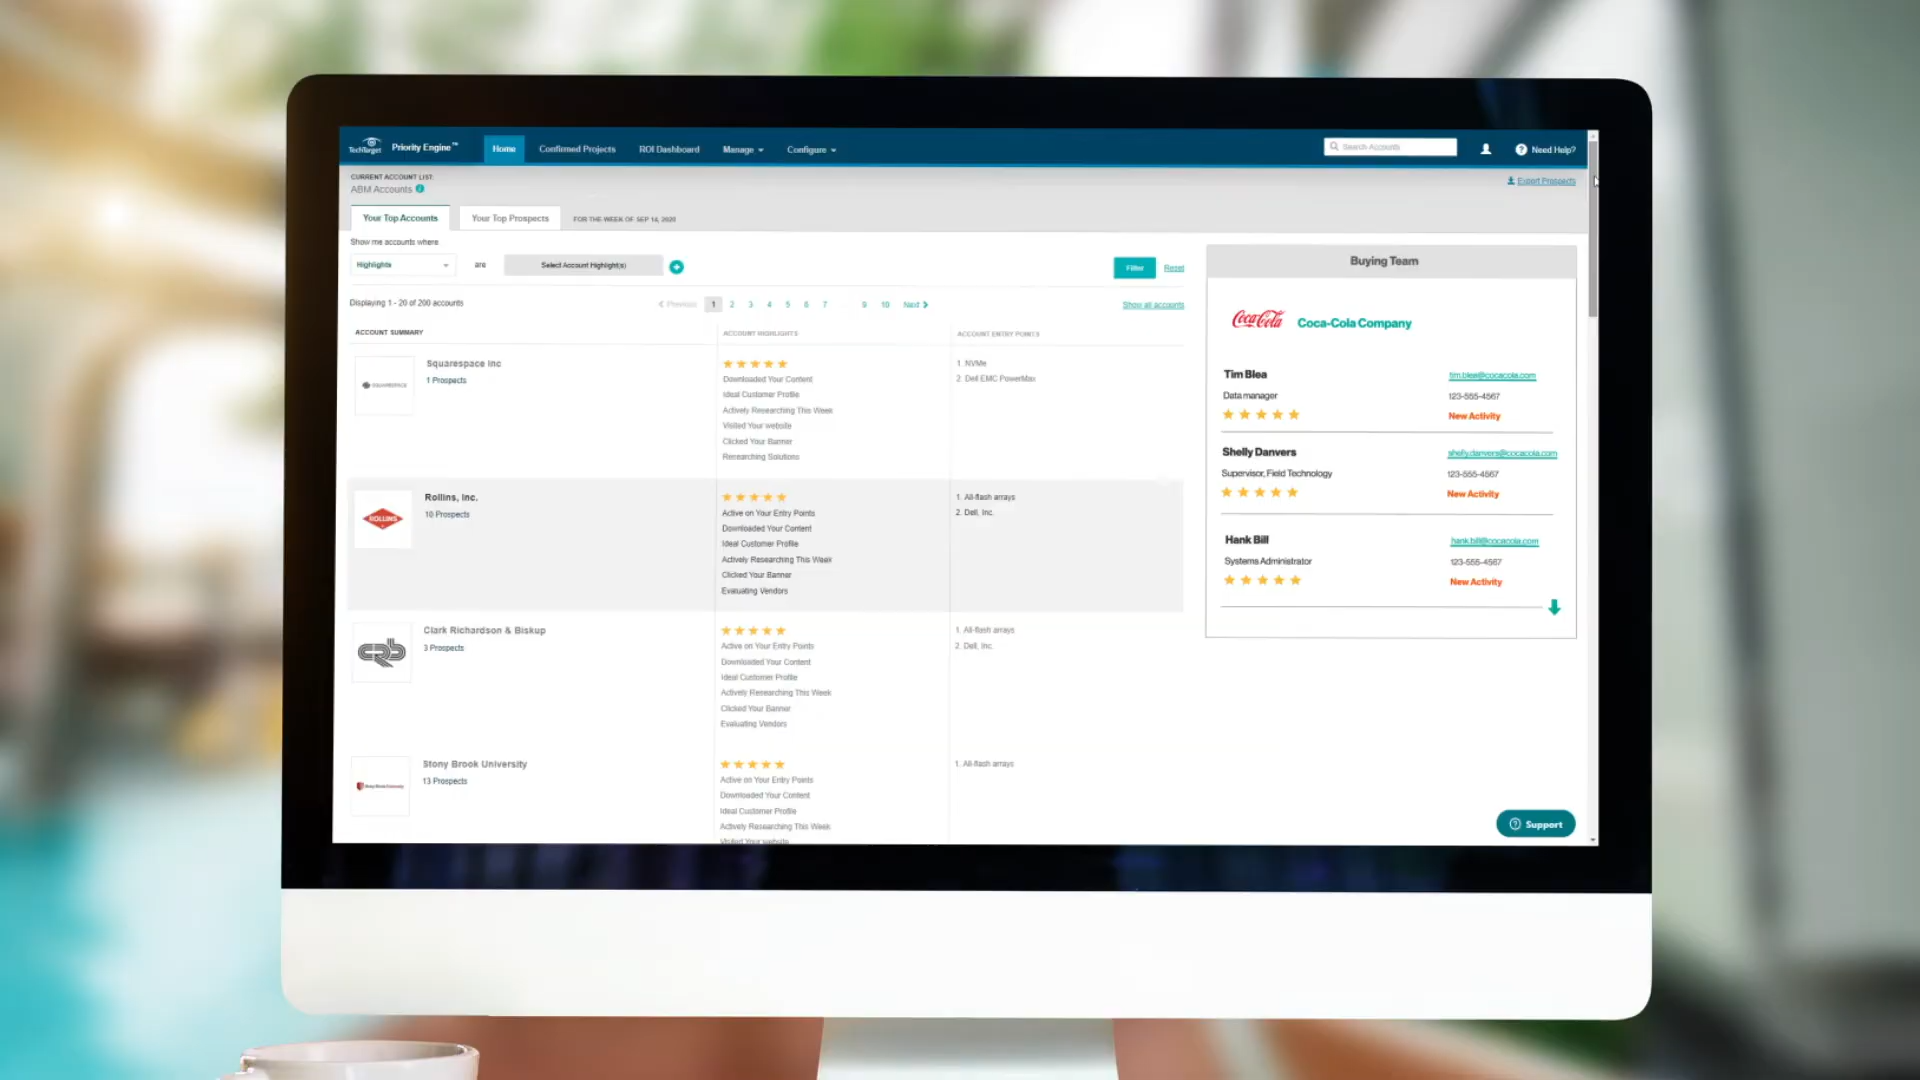 TechTarget Priority Engine™ Home Confirmed Projects ROI Dashboard Manage Configure Search Accounts Need Help?
CURRENT ACCOUNT LIST:
ABM Accounts
Export Prospects
Your Top Accounts Your Top Prospects FOR THE WEEK OF SEP 14, 2020
Show me accounts where
Highlights are Select Account Highlight(s) Filter Reset
Displaying 1 - 20 of 200 accounts Previous 1 2 3 4 5 6 7 ... 9 10 Next Show all accounts
ACCOUNT SUMMARY ACCOUNT HIGHLIGHTS ACCOUNT ENTRY POINTS
SQUARESPACE
Squarespace Inc
1 Prospects
Downloaded Your Content
Ideal Customer Profile
Actively Researching This Week
Visited Your website
Clicked Your Banner
Researching Solutions
1. NVMe
2. Dell EMC PowerMax
ROLLINS
Rollins, Inc.
10 Prospects
Active on Your Entry Points
Downloaded Your Content
Ideal Customer Profile
Actively Researching This Week
Clicked Your Banner
Evaluating Vendors
1. All-flash arrays
2. Dell, Inc.
CRB
Clark Richardson & Biskup
3 Prospects
Active on Your Entry Points
Downloaded Your Content
Ideal Customer Profile
Actively Researching This Week
Clicked Your Banner
Evaluating Vendors
1. All-flash arrays
2. Dell, Inc.
Stony Brook University
Stony Brook University
13 Prospects
Active on Your Entry Points
Downloaded Your Content
Ideal Customer Profile
Actively Researching This Week
Visited Your website
1. All-flash arrays
Buying Team
Coca-Cola Coca-Cola Company
Tim Blea tim.blea@cocacola.com
Data manager 123-555-4567
New Activity
Shelly Danvers shelly.danvers@cocacola.com
Supervisor, Field Technology 123-555-4567
New Activity
Hank Bill hank.bill@cocacola.com
Systems Administrator 123-555-4567
New Activity
Support